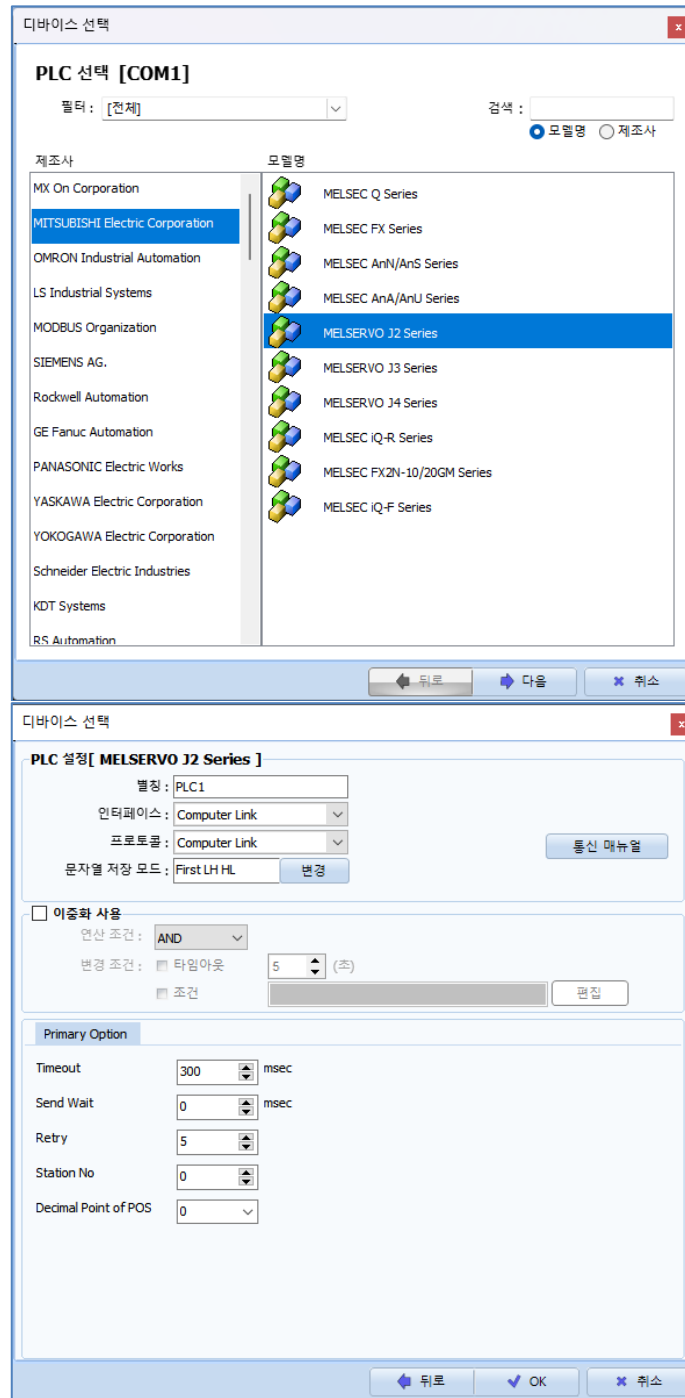 디바이스 선택
x
PLC 선택 [COM1]
필터 : [전체]
검색 :
모델명 제조사
제조사
모델명
MX On Corporation
MITSUBISHI Electric Corporation
OMRON Industrial Automation
LS Industrial Systems
MODBUS Organization
SIEMENS AG.
Rockwell Automation
GE Fanuc Automation
PANASONIC Electric Works
YASKAWA Electric Corporation
YOKOGAWA Electric Corporation
Schneider Electric Industries
KDT Systems
RS Automation
MELSEC Q Series
MELSEC FX Series
MELSEC AnN/AnS Series
MELSEC AnA/AnU Series
MELSERVO J2 Series
MELSERVO J3 Series
MELSERVO J4 Series
MELSEC iQ-R Series
MELSEC FX2N-10/20GM Series
MELSEC iQ-F Series
뒤로 다음 취소
디바이스 선택
x
PLC 설정[ MELSERVO J2 Series ]
별칭 : PLC1
인터페이스 : Computer Link
프로토콜 : Computer Link
통신 매뉴얼
문자열 저장 모드 : First LH HL 변경
이중화 사용
연산 조건 : AND
변경 조건 : 타임아웃 5 (초)
조건 편집
Primary Option
Timeout 300 msec
Send Wait 0 msec
Retry 5
Station No 0
Decimal Point of POS 0
뒤로 OK 취소